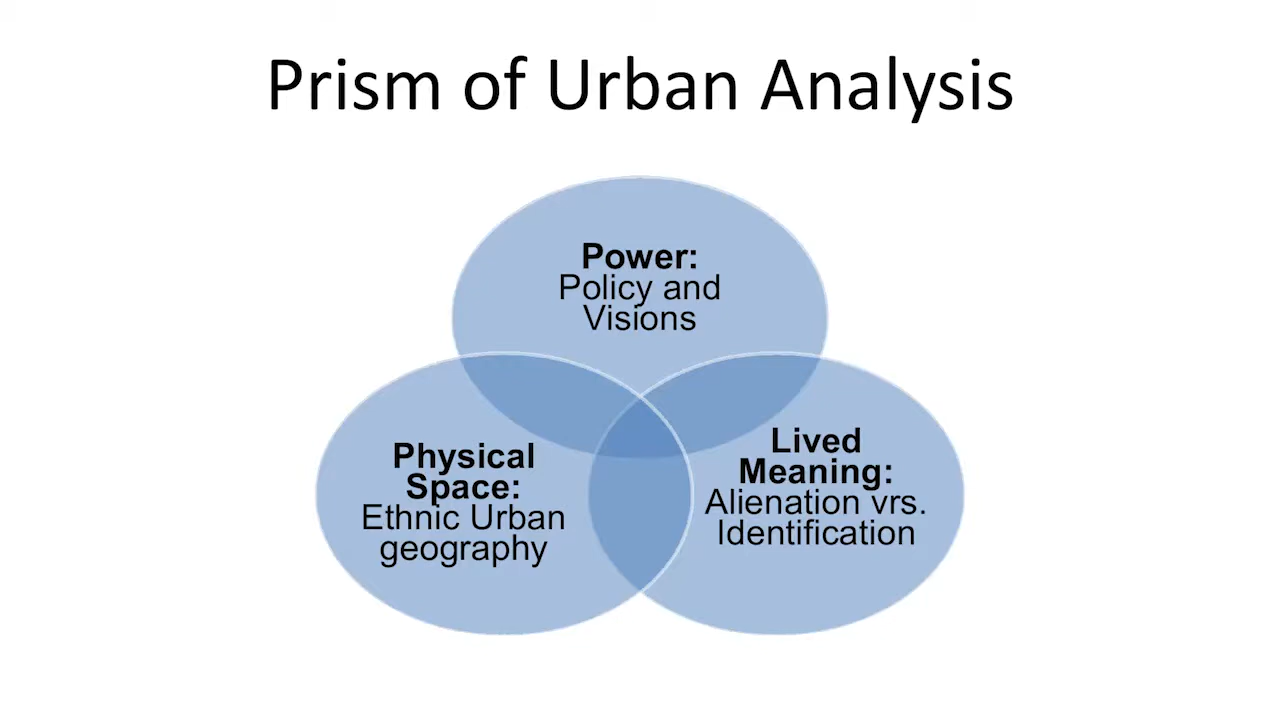 Prism of Urban Analysis
Power:
Policy and
Visions
Physical
Space:
Ethnic Urban
geography
Lived
Meaning:
Alienation vrs.
Identification